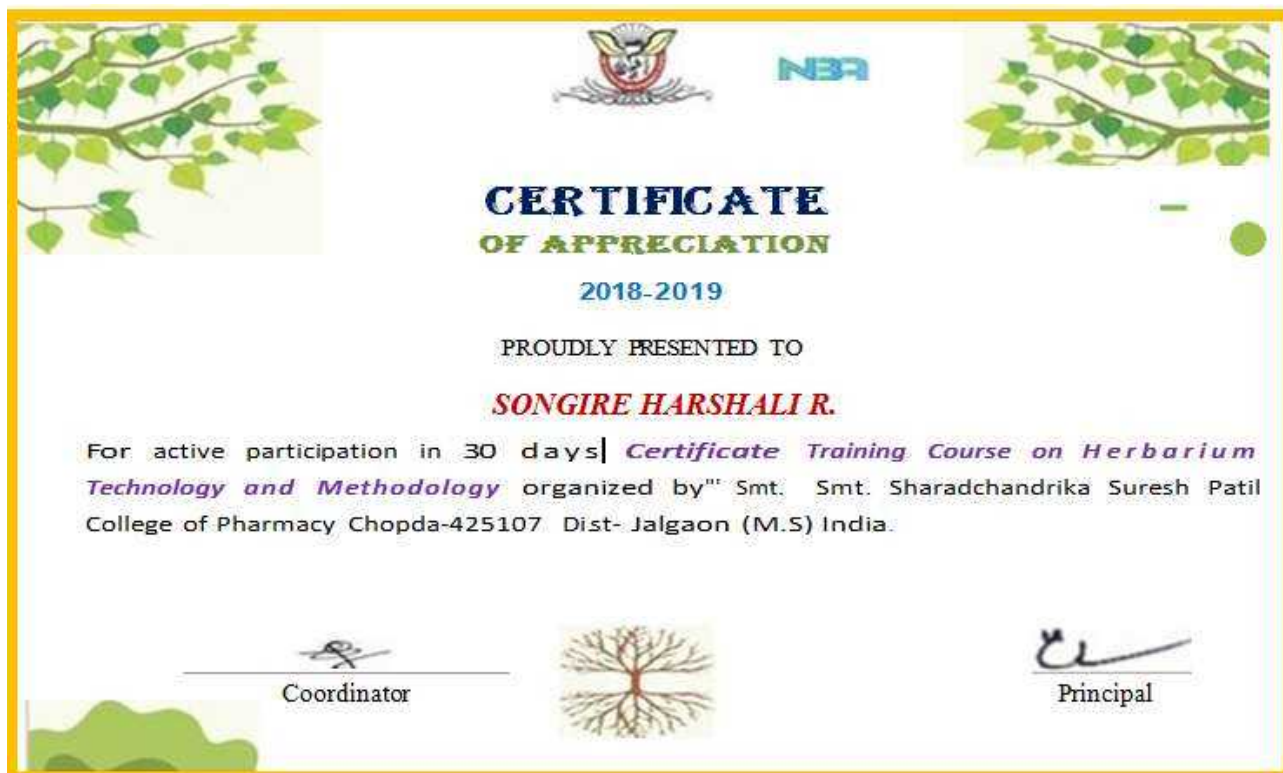 NBA
CERTIFICATE
OF APPRECIATION
2018-2019
PROUDLY PRESENTED TO
SONGIRE HARSHALI R.
For active participation in 30 days Certificate Training Course on Herbarium
Technology and Methodology organized by"' Smt. Smt. Sharadchandrika Suresh Patil
College of Pharmacy Chopda-425107 Dist- Jalgaon (M.S) India.
Coordinator
Principal